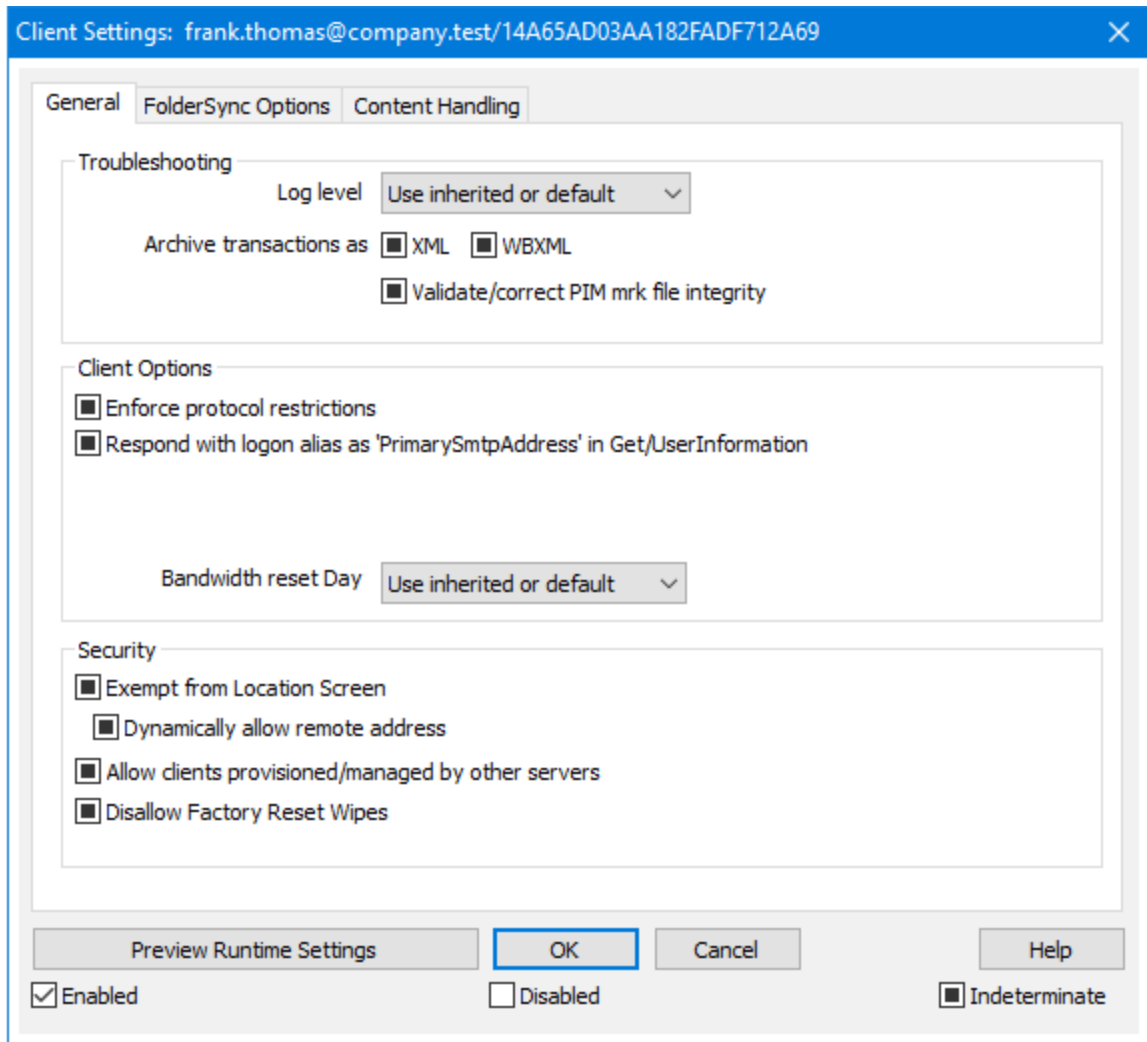 Client Settings: frank.thomas@company.test/14A65AD03AA182FADF712A69
General FolderSync Options Content Handling
Troubleshooting
Log level Use inherited or default
Archive transactions as XML WBXML
Validate/correct PIM mrk file integrity
Client Options
Enforce protocol restrictions
Respond with logon alias as 'PrimarySmtpAddress' in Get/UserInformation
Bandwidth reset Day Use inherited or default
Security
Exempt from Location Screen
Dynamically allow remote address
Allow clients provisioned/managed by other servers
Disallow Factory Reset Wipes
Preview Runtime Settings OK Cancel Help
Enabled Disabled Indeterminate